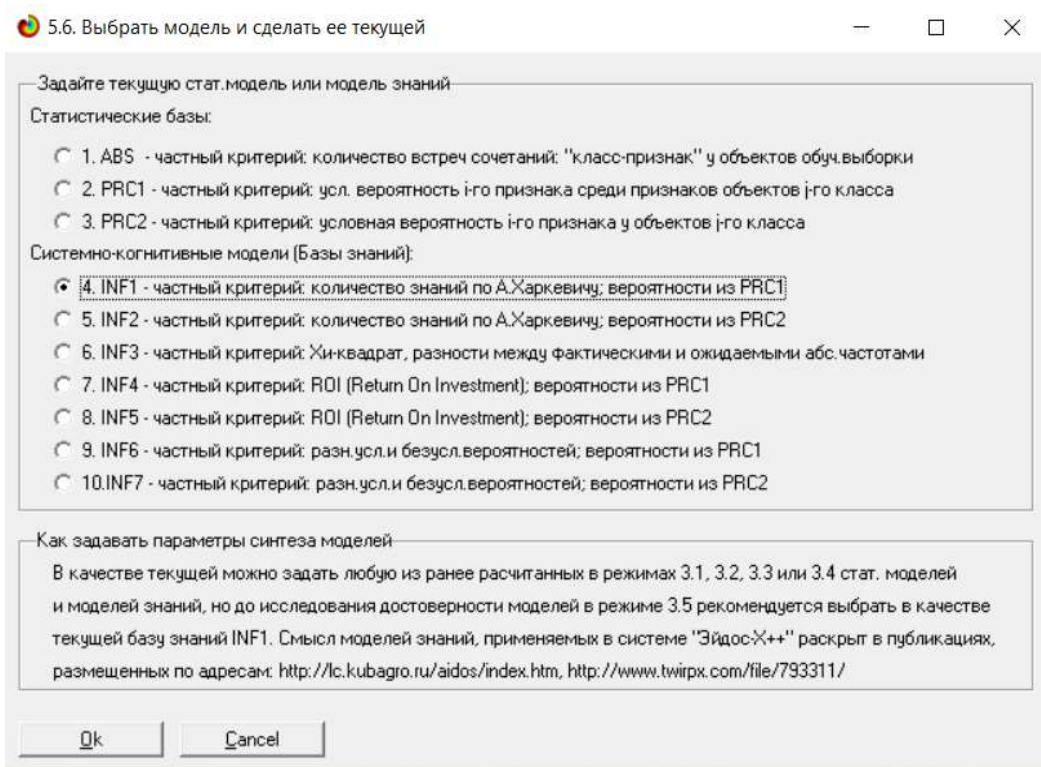 5.6. Выбрать модель и сделать ее текущей
Задайте текущую стат.модель или модель знаний
Статистические базы:
1. ABS - частный критерий: количество встреч сочетаний: "класс-признак" у объектов обуч.выборки
2. PRC1 - частный критерий: усл. вероятность i-го признака среди признаков объектов j-го класса
3. PRC2 - частный критерий: условная вероятность i-го признака у объектов j-го класса
Системно-когнитивные модели (Базы знаний):
4. INF1 - частный критерий: количество знаний по А.Харкевичу; вероятности из PRC1
5. INF2 - частный критерий: количество знаний по А.Харкевичу; вероятности из PRC2
6. INF3 - частный критерий: Хи-квадрат, разности между фактическими и ожидаемыми абс.частотами
7. INF4 - частный критерий: ROI (Return On Investment); вероятности из PRC1
8. INF5 - частный критерий: ROI (Return On Investment); вероятности из PRC2
9. INF6 - частный критерий: разн.усл.и безусл.вероятностей; вероятности из PRC1
10.INF7 - частный критерий: разн.усл.и безусл.вероятностей; вероятности из PRC2
Как задавать параметры синтеза моделей
В качестве текущей можно задать любую из ранее расчитанных в режимах 3.1, 3.2, 3.3 или 3.4 стат. моделей
и моделей знаний, но до исследования достоверности моделей в режиме 3.5 рекомендуется выбрать в качестве
текущей базу знаний INF1. Смысл моделей знаний, применяемых в системе "Эйдос-Х++" раскрыт в публикациях,
размещенных по адресам: http://lc.kubagro.ru/aidos/index.htm, http://www.twirpx.com/file/793311/
Ok
Cancel